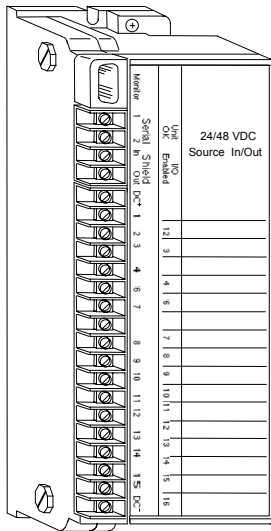 24/48 VDC
Source In/Out
Unit I/O
OK Enabled
Monitor
Serial Shield
1 2 In Out DC+ 1 2 3 4 6 7 8 9 10 11 12 13 14 15 DC-
12 3 4 6 7 8 9 10 11 12 13 14 15 16